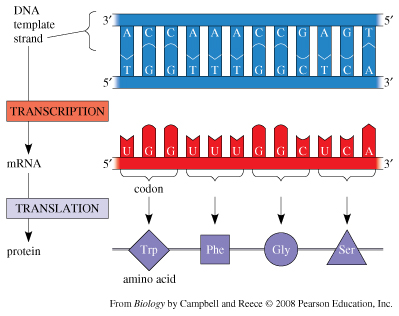 DNA
template
strand
3′ A C C A A A C C G A G T 5′
5′ T G G T T T G G C T C A 3′
TRANSCRIPTION
mRNA
5′ U G G U U U G G C U C A 3′
codon
TRANSLATION
protein
Trp Phe Gly Ser
amino acid
From Biology by Campbell and Reece © 2008 Pearson Education, Inc.